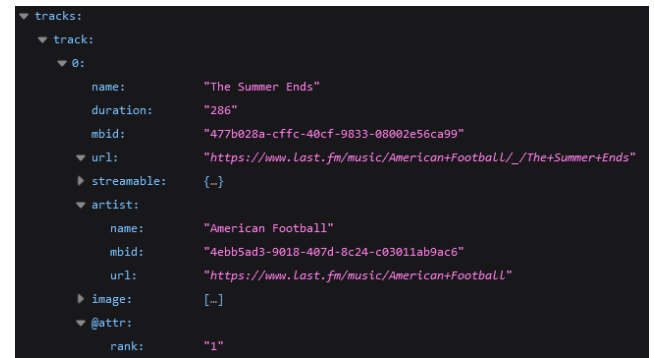 tracks:
track:
0:
name: "The Summer Ends"
duration: "286"
mbid: "477b028a-cffc-40cf-9833-08002e56ca99"
url: "https://www.last.fm/music/American+Football/_/The+Summer+Ends"
streamable: {…}
artist:
name: "American Football"
mbid: "4ebb5ad3-9018-407d-8c24-c03011ab9ac6"
url: "https://www.last.fm/music/American+Football"
image: […]
@attr:
rank: "1"